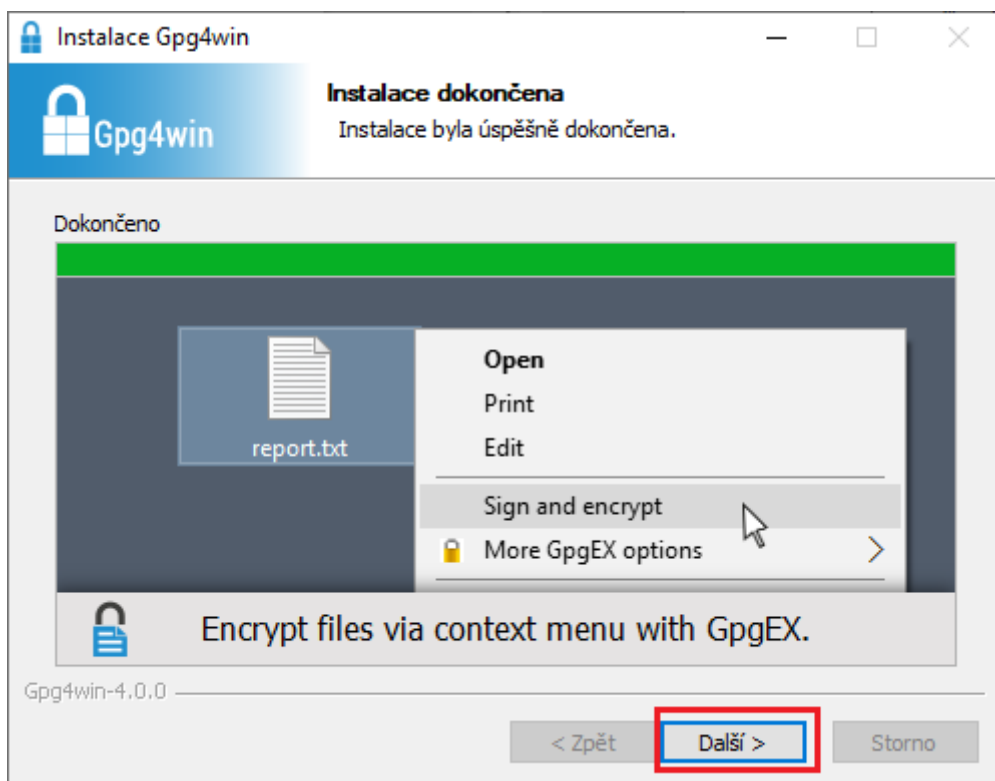 Instalace Gpg4win
Gpg4win
Instalace dokončena
Instalace byla úspěšně dokončena.
Dokončeno
report.txt
Open
Print
Edit
Sign and encrypt
More GpgEX options
Encrypt files via context menu with GpgEX.
Gpg4win-4.0.0
< Zpět
Další >
Storno